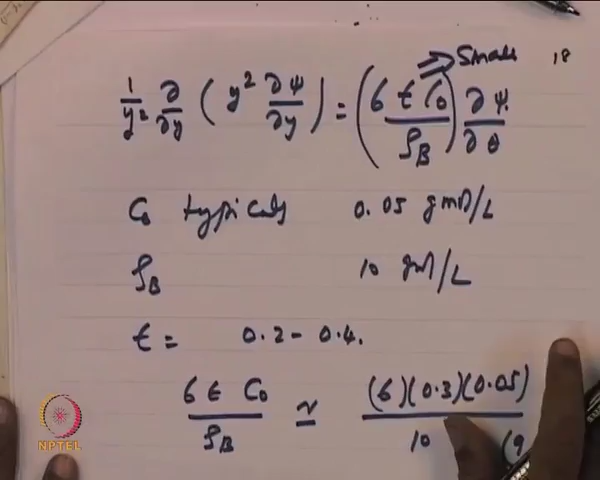 ⇒ Small 18
1/y² ∂/∂y ( y² ∂ψ/∂y ) = ( 6 ε C₀ / ρ_B ) ∂ψ/∂θ
C₀ typically 0.05 gmol/L
ρ_B 10 gmol/L
ε = 0.2 - 0.4.
6 ε C₀ / ρ_B ≃ (6)(0.3)(0.05) / 10
NPTEL